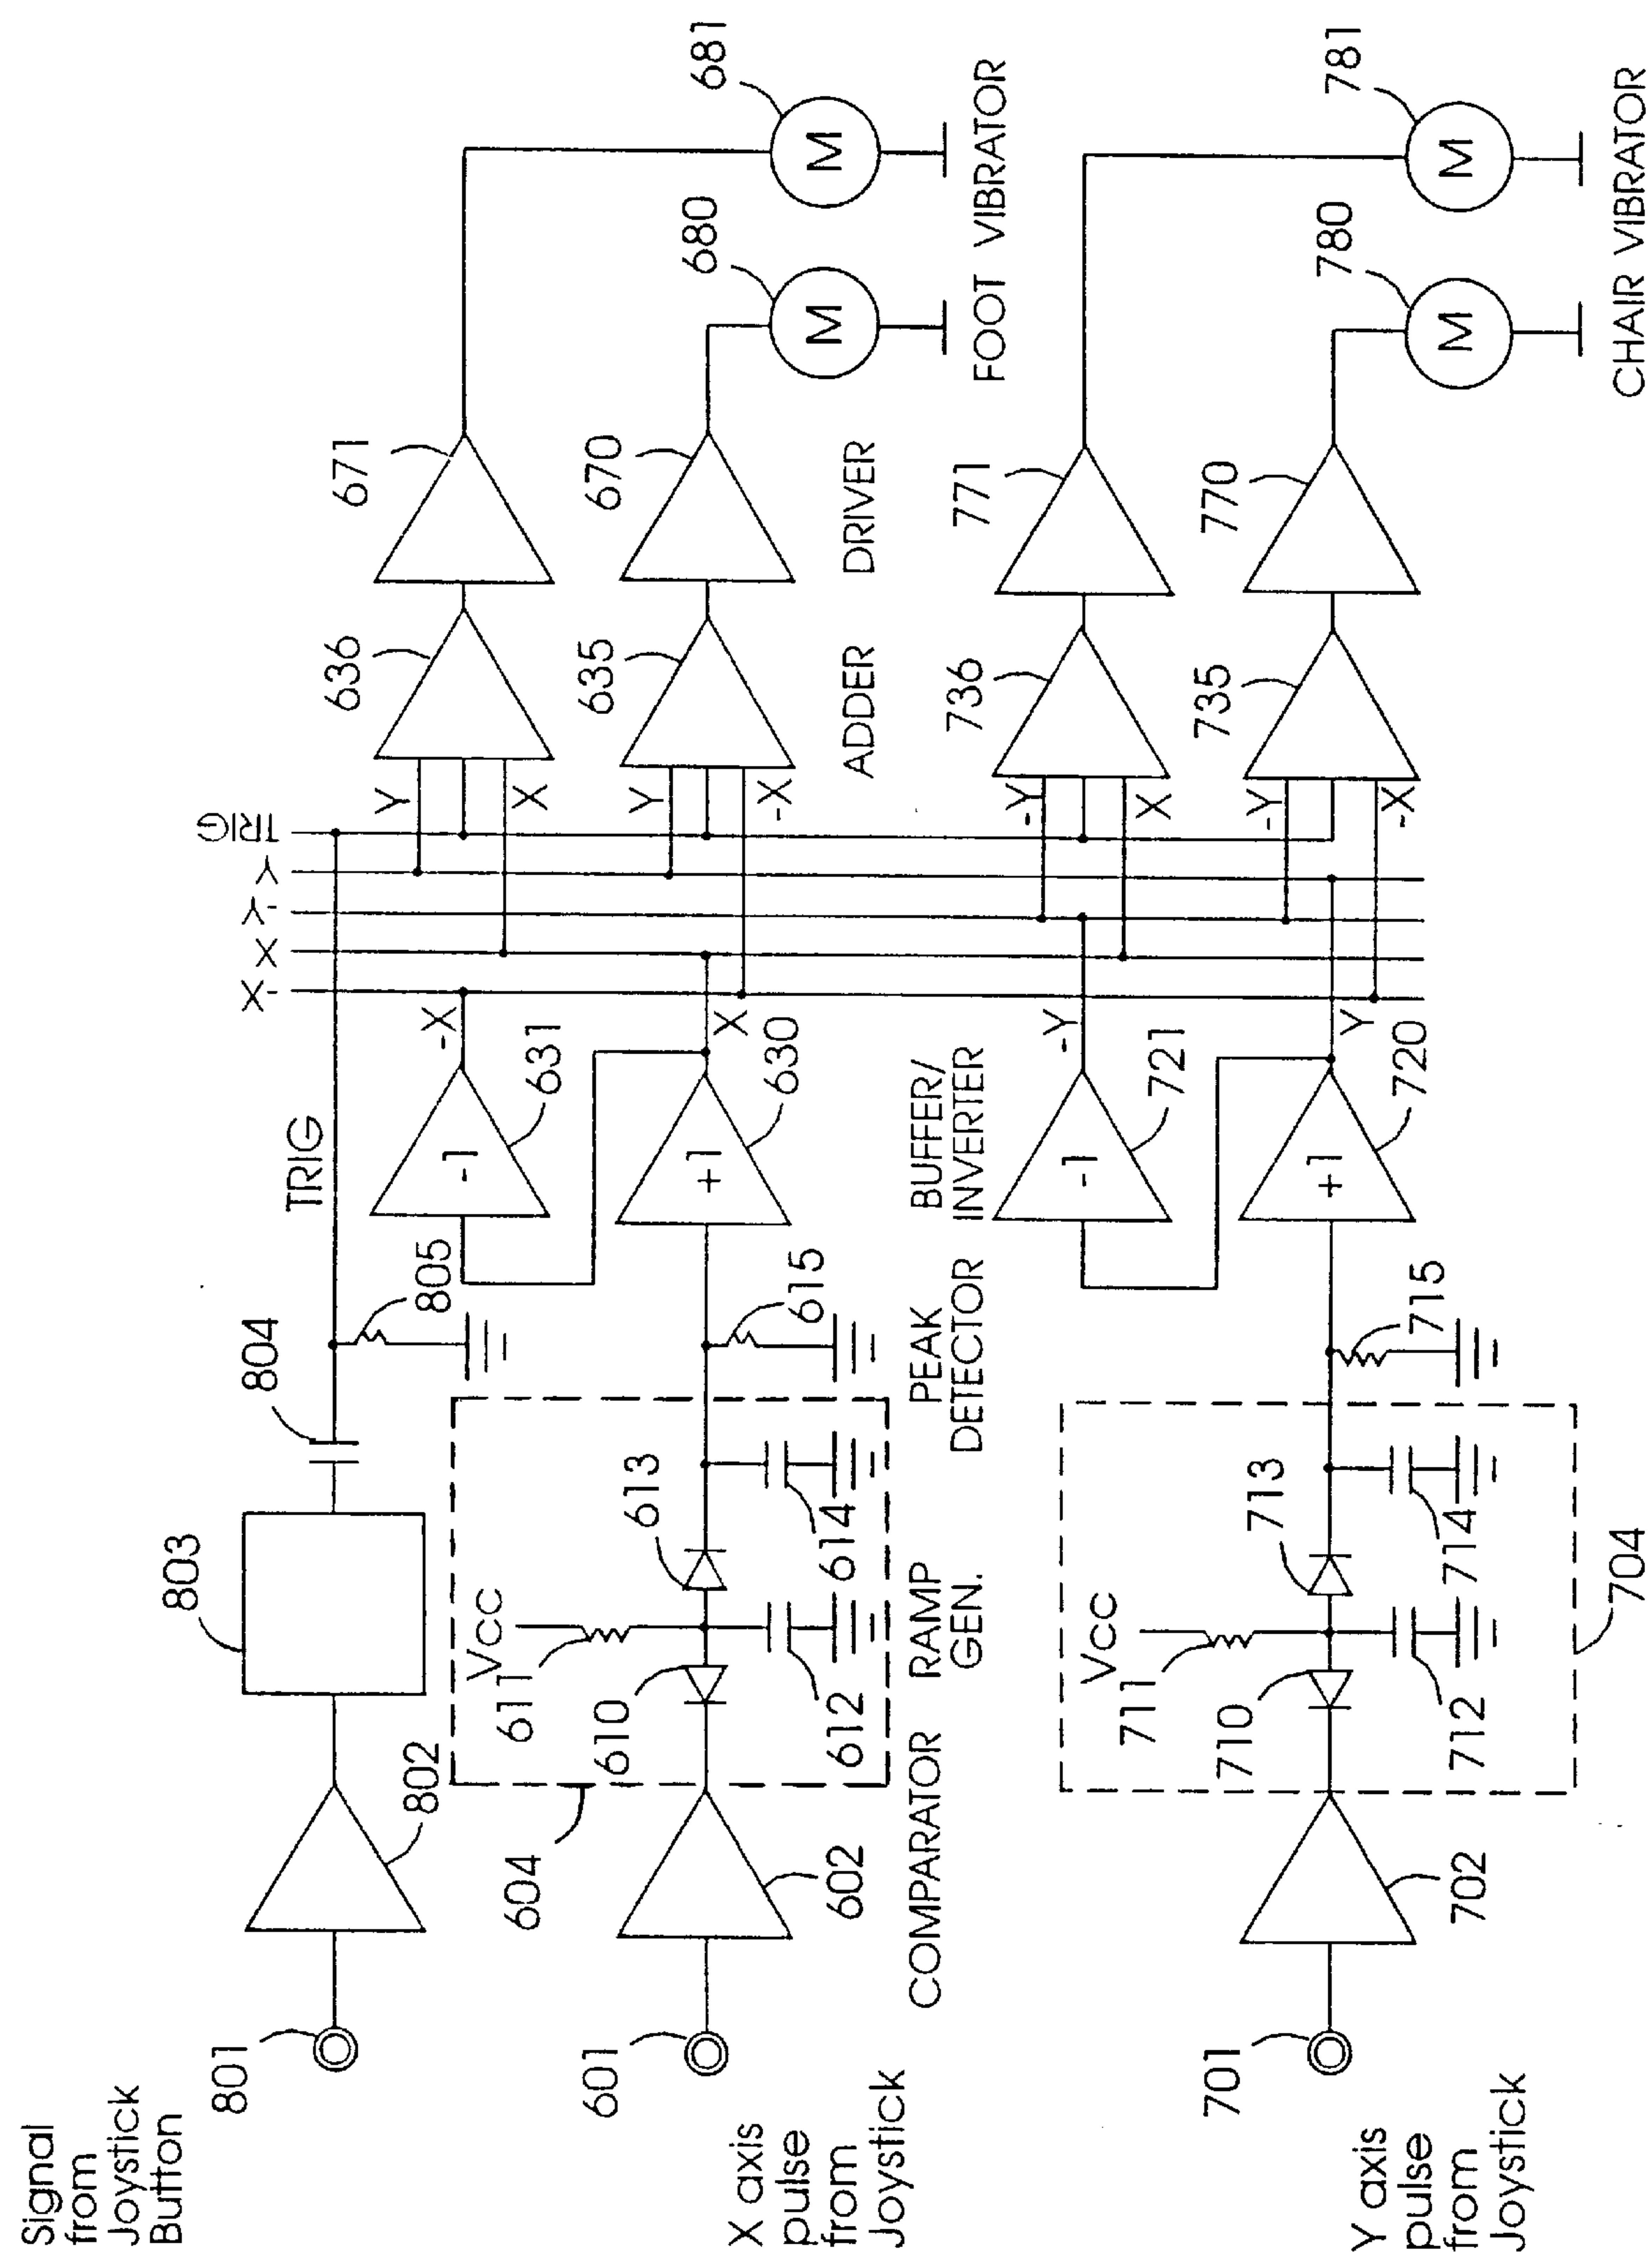 Signal
from
Joystick
Button
801
802
803
804
805
TRIG
X axis
pulse
from
Joystick
601
602
604
Vcc
611
610
612
613
614
615
-1
631
-X
+1
630
X
COMPARATOR
RAMP
GEN.
PEAK
DETECTOR
BUFFER/
INVERTER
ADDER
DRIVER
-X
X
-Y
Y
TRIG
Y
X
636
671
Y
-X
635
670
M
680
M
681
FOOT VIBRATOR
Y axis
pulse
from
Joystick
701
702
704
Vcc
711
710
712
713
714
715
-1
721
-Y
+1
720
Y
-Y
X
736
771
-Y
-X
735
770
M
780
M
781
CHAIR VIBRATOR